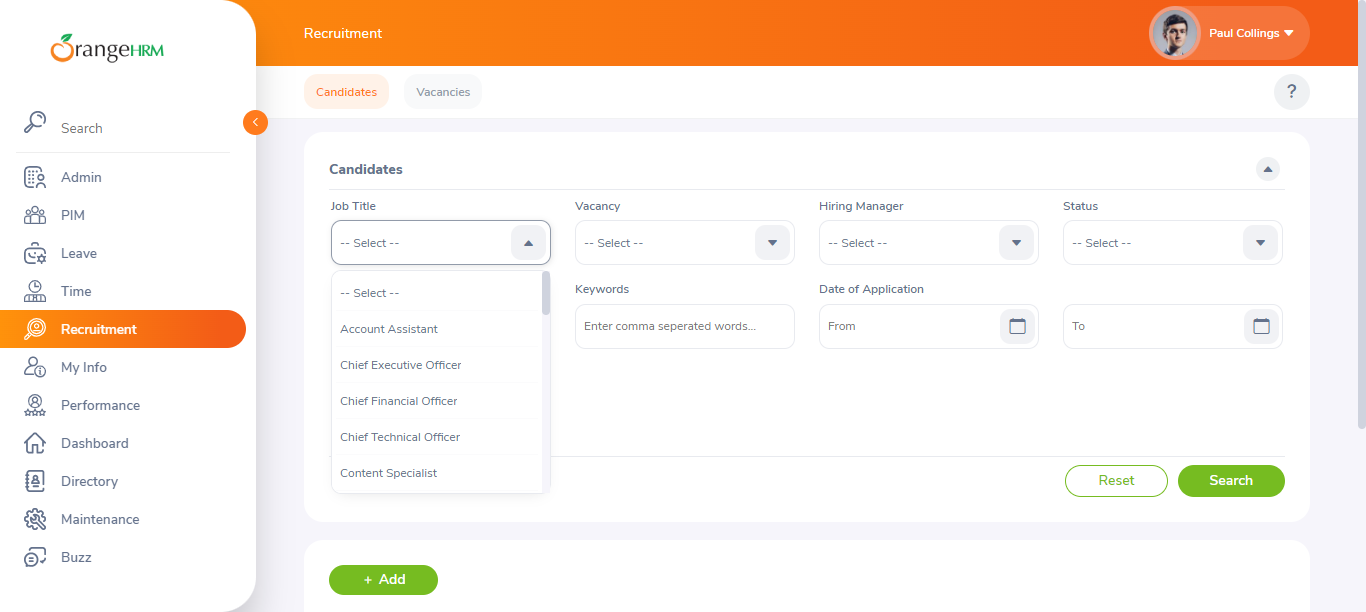 OrangeHRM
Recruitment
Paul Collings
Candidates
Vacancies
?
Search
Admin
PIM
Leave
Time
Recruitment
My Info
Performance
Dashboard
Directory
Maintenance
Buzz
Candidates
Job Title
Vacancy
Hiring Manager
Status
-- Select --
-- Select --
-- Select --
-- Select --
-- Select --
Account Assistant
Chief Executive Officer
Chief Financial Officer
Chief Technical Officer
Content Specialist
Keywords
Date of Application
Enter comma seperated words...
From
To
Reset
Search
+ Add